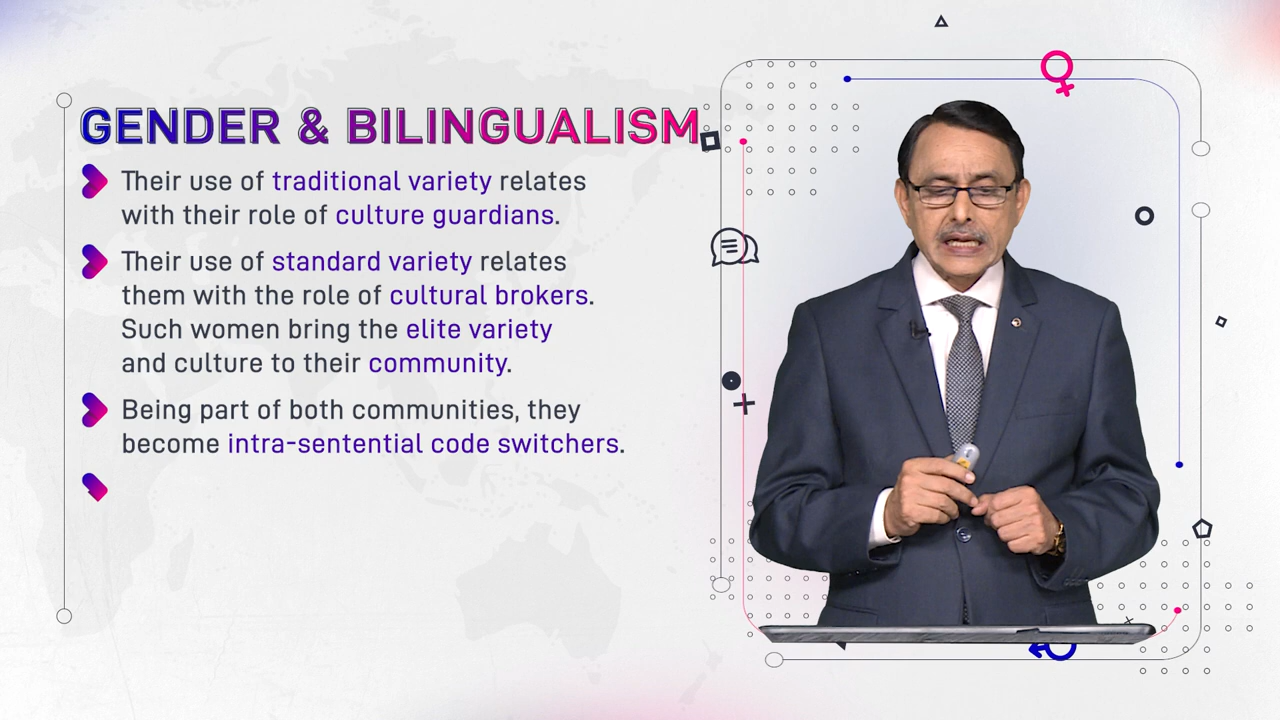 GENDER & BILINGUALISM
Their use of traditional variety relates
with their role of culture guardians.
Their use of standard variety relates
them with the role of cultural brokers.
Such women bring the elite variety
and culture to their community.
Being part of both communities, they
become intra-sentential code switchers.